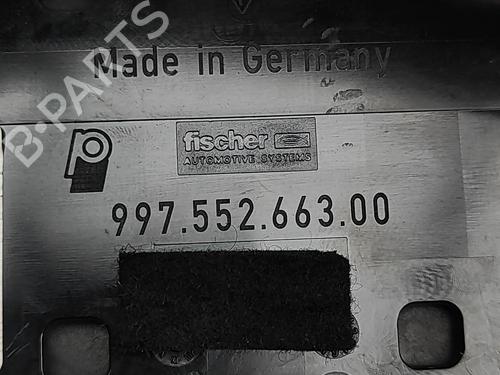 Made in Germany
B-PARTS
p
fischer
AUTOMOTIVE SYSTEMS
997.552.663.00